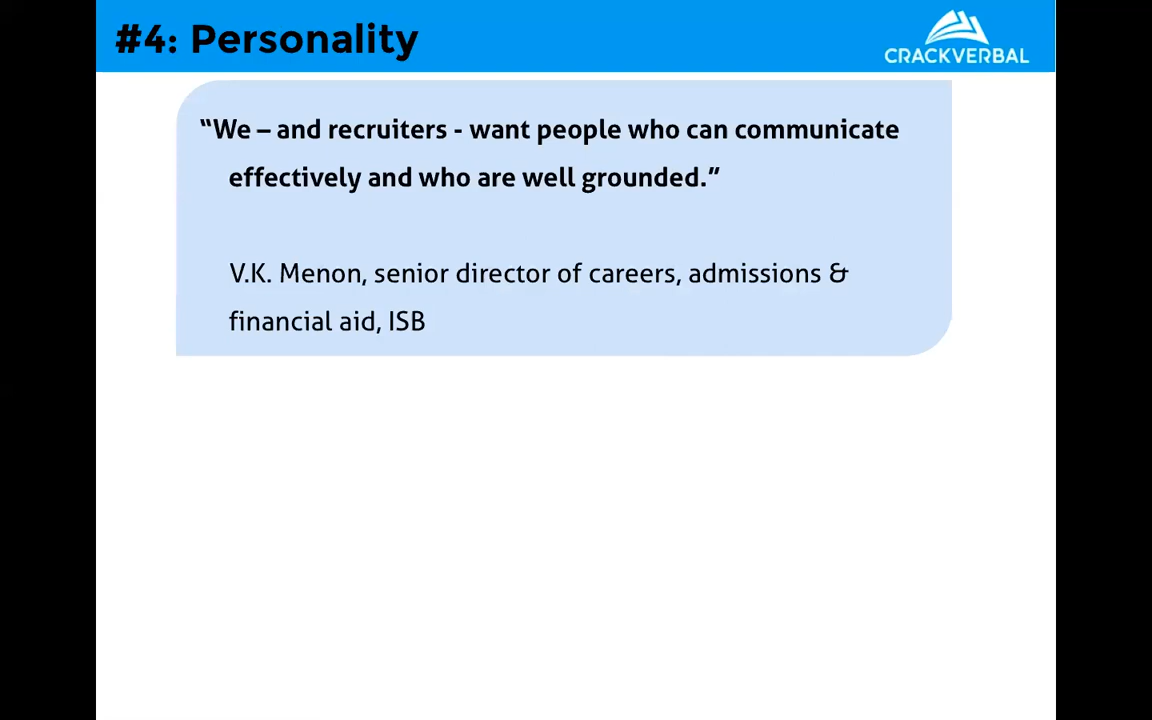 #4: Personality
CRACKVERBAL
“We – and recruiters - want people who can communicate
effectively and who are well grounded.”
V.K. Menon, senior director of careers, admissions &
financial aid, ISB